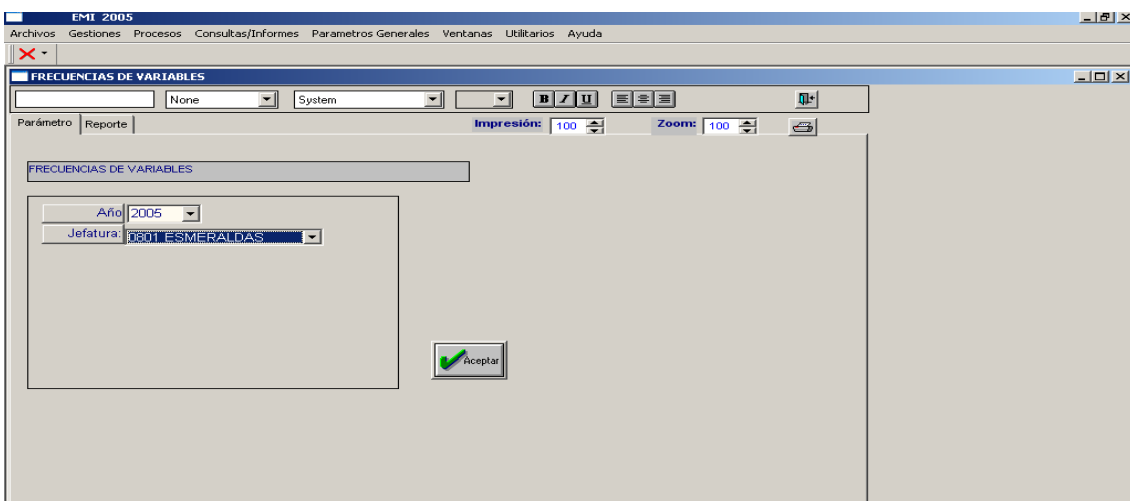 EMI 2005
Archivos Gestiones Procesos Consultas/Informes Parametros Generales Ventanas Utilitarios Ayuda
FRECUENCIAS DE VARIABLES
None System B I U
Parámetro Reporte Impresión: 100 Zoom: 100
FRECUENCIAS DE VARIABLES
Año 2005
Jefatura: 0801 ESMERALDAS
Aceptar